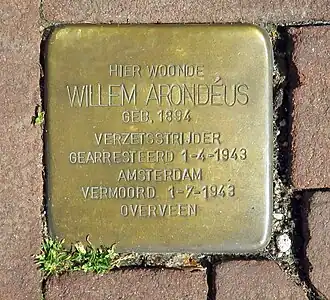 HIER WOONDE
WILLEM ARONDÉUS
GEB. 1894
VERZETSSTRIJDER
GEARRESTEERD 1-4-1943
AMSTERDAM
VERMOORD 1-7-1943
OVERVEEN